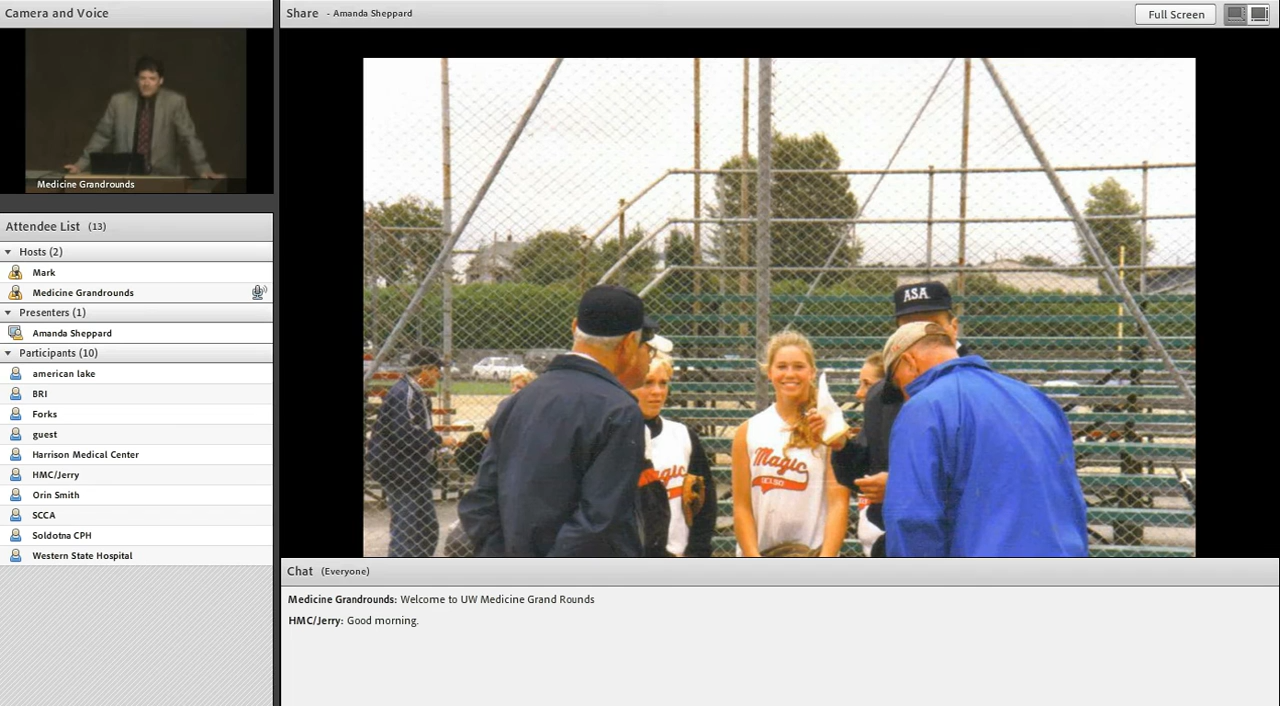 Camera and Voice
Medicine Grandrounds
Attendee List (13)
Hosts (2)
Mark
Medicine Grandrounds
Presenters (1)
Amanda Sheppard
Participants (10)
american lake
BRI
Forks
guest
Harrison Medical Center
HMC/Jerry
Orin Smith
SCCA
Soldotna CPH
Western State Hospital
Share - Amanda Sheppard
Full Screen
ASA
Magic
Magic
Chat (Everyone)
Medicine Grandrounds: Welcome to UW Medicine Grand Rounds
HMC/Jerry: Good morning.